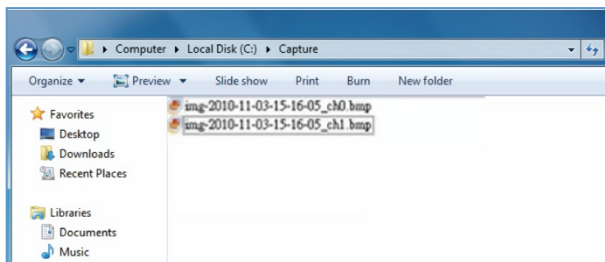 Computer ▸ Local Disk (C:) ▸ Capture
Organize ▾ Preview ▾ Slide show Print Burn New folder
Favorites
Desktop
Downloads
Recent Places
Libraries
Documents
Music
img-2010-11-03-15-16-05_ch0.bmp
img-2010-11-03-15-16-05_ch1.bmp